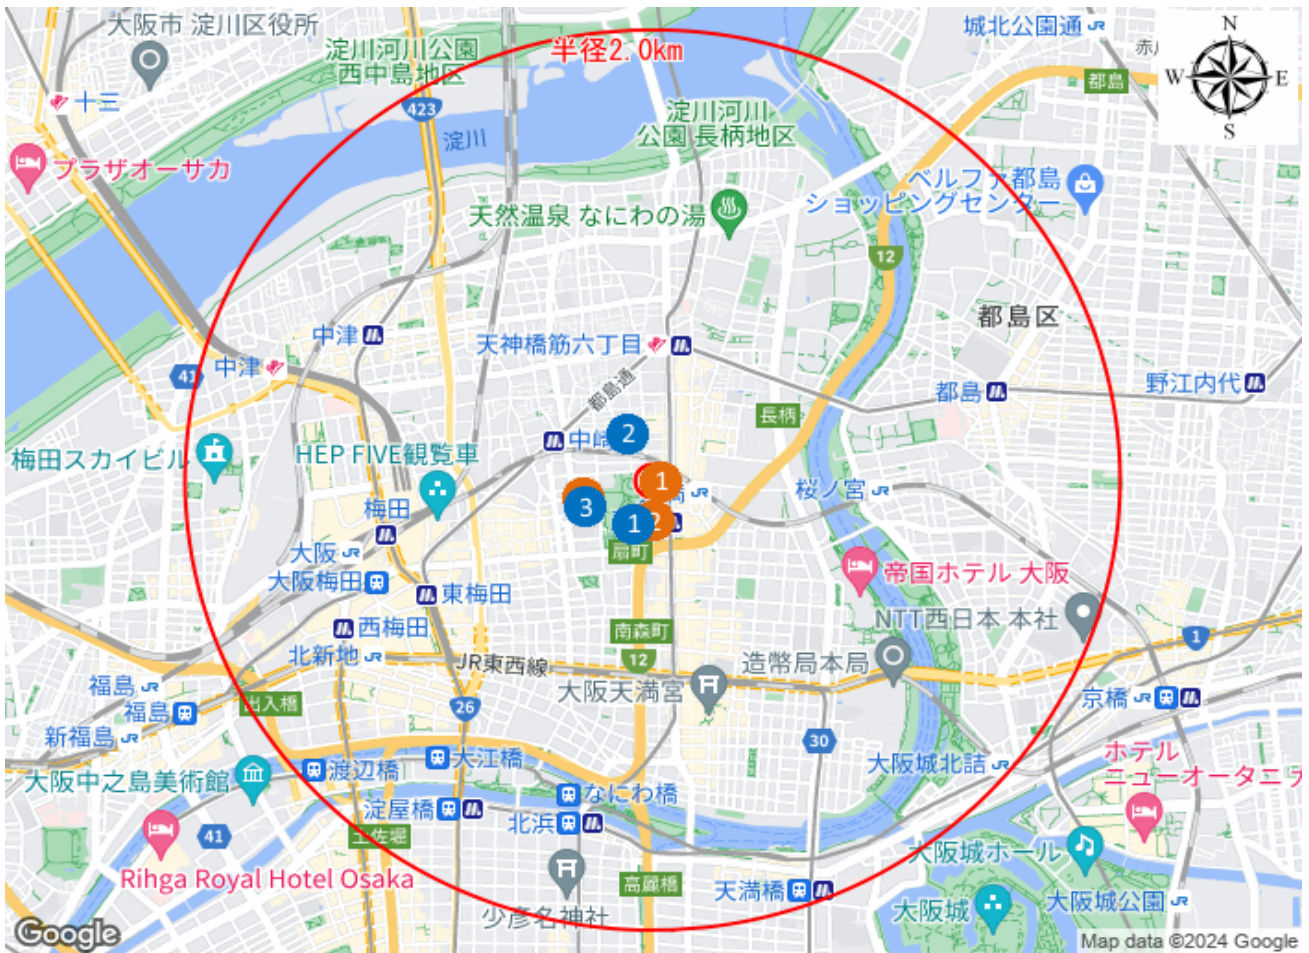 大阪市 淀川区役所
淀川河川公園
西中島地区
半径2.0km
城北公園通
赤
N
W
E
S
都島
十三
423
淀川
淀川河川
公園 長柄地区
プラザオーサカ
ベルファ都島
ショッピングセンター
天然温泉 なにわの湯
12
都島区
中津
天神橋筋六丁目
中津
41
都島通
都島
野江内代
長柄
2
中崎
梅田スカイビル
HEP FIVE観覧車
1
3
橋
桜ノ宮
梅田
1
2
扇町
大阪
大阪梅田
東梅田
帝国ホテル 大阪
NTT西日本 本社
西梅田
南森町
1
北新地
JR東西線
12
造幣局本局
福島
大阪天満宮
京橋
出入橋
福島
26
新福島
30
大江橋
大阪城北詰
ホテル
ニューオータニ
大阪中之島美術館
渡辺橋
なにわ橋
淀屋橋
北浜
41
土佐堀
大阪城ホール
Rihga Royal Hotel Osaka
高麗橋
天満橋
大阪城公園
少彦名神社
大阪城
Google
Map data ©2024 Google